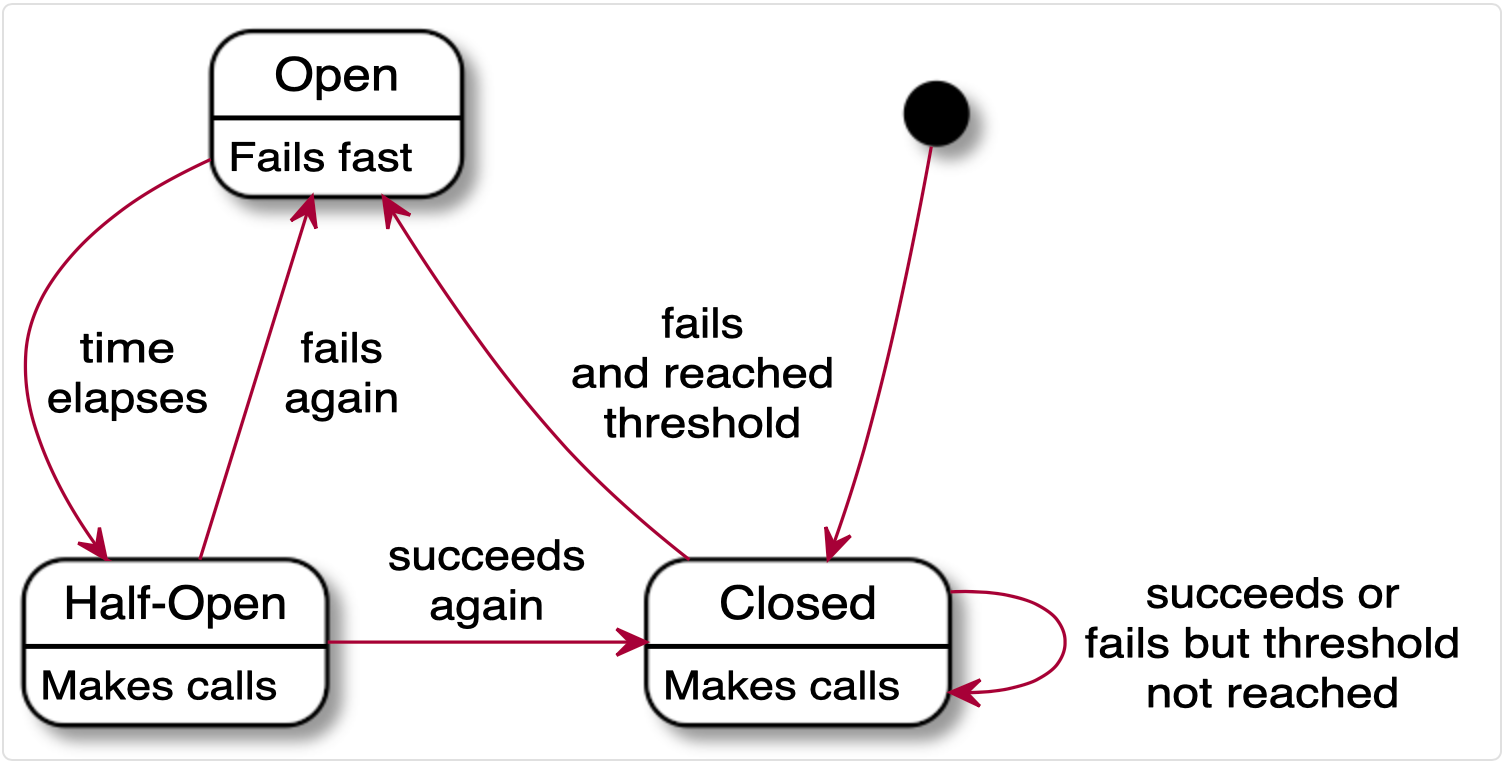 Open
Fails fast
time
elapses
fails
again
fails
and reached
threshold
Half-Open
Makes calls
succeeds
again
Closed
Makes calls
succeeds or
fails but threshold
not reached